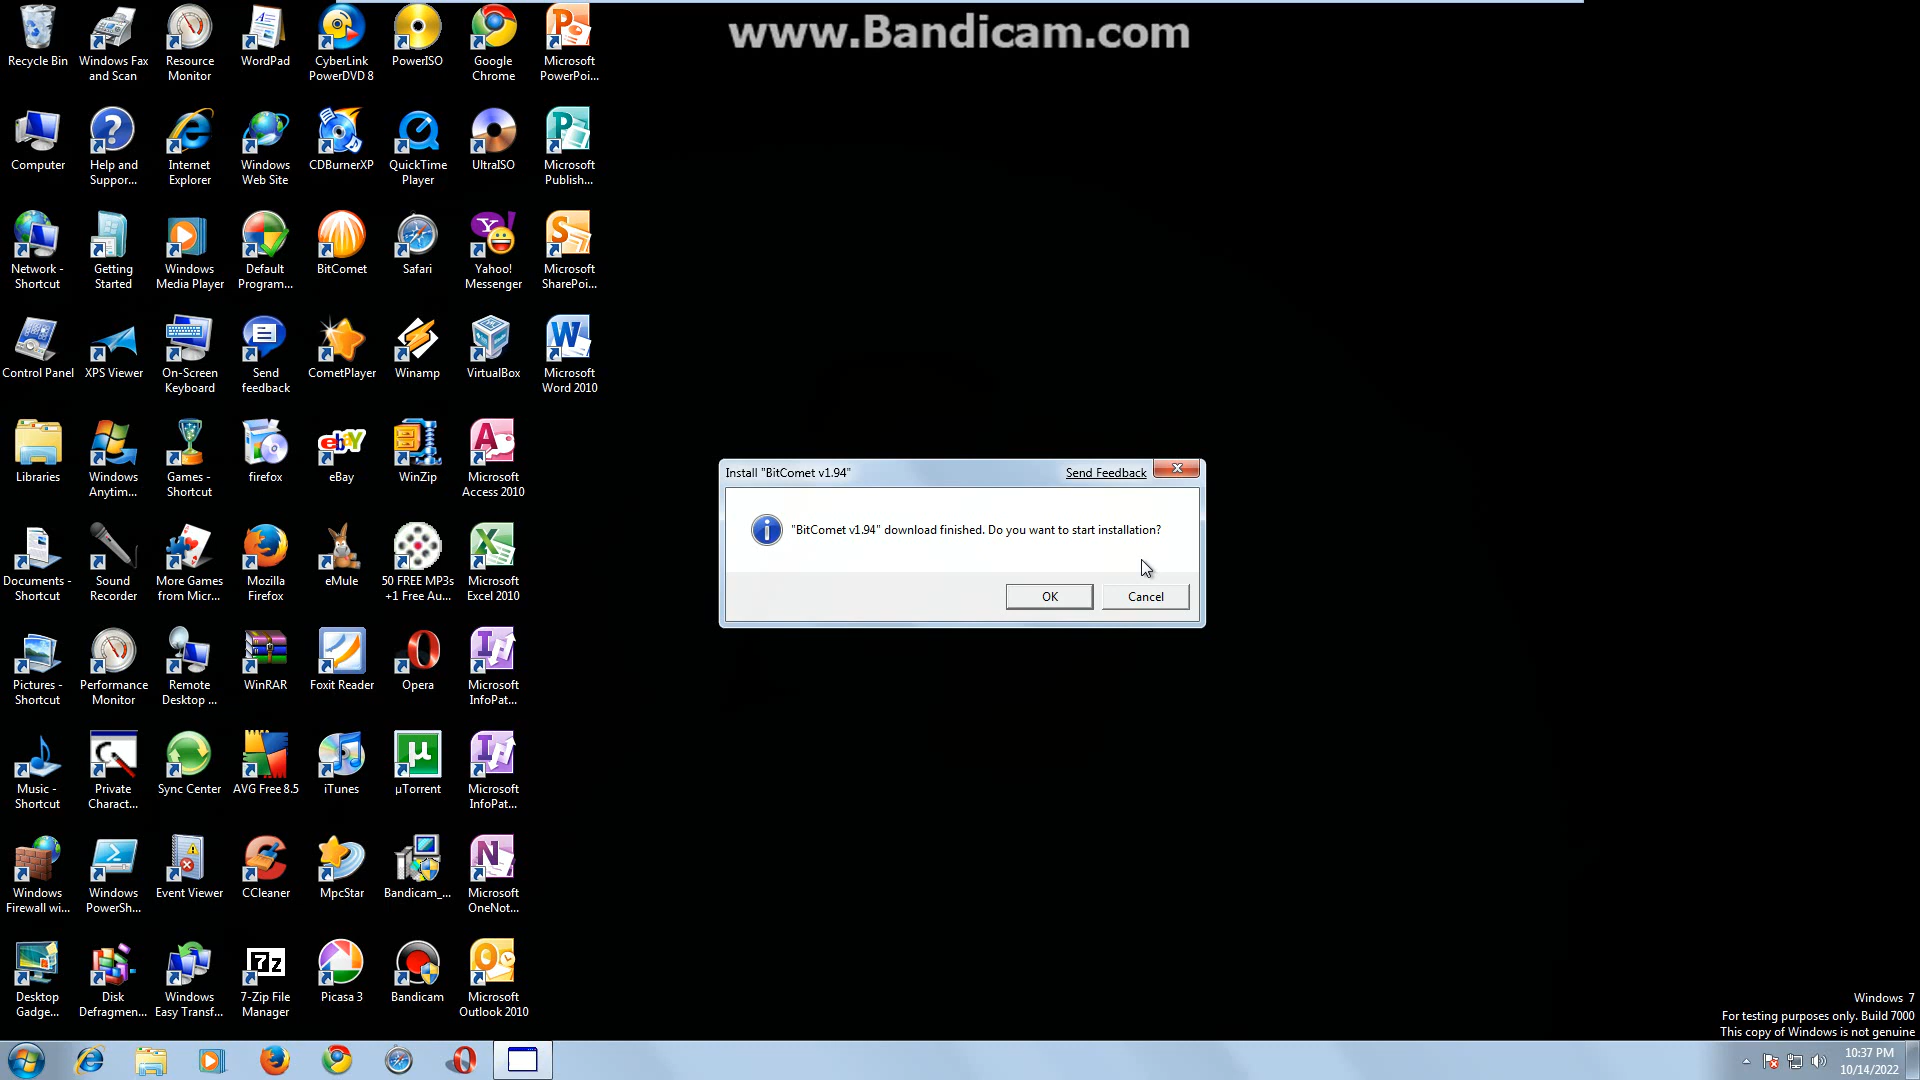 www.Bandicam.com
Recycle Bin
Windows Fax
and Scan
Resource
Monitor
WordPad
CyberLink
PowerDVD 8
PowerISO
Google
Chrome
Microsoft
PowerPoi...
Computer
Help and
Suppor...
Internet
Explorer
Windows
Web Site
CDBurnerXP
QuickTime
Player
UltraISO
Microsoft
Publish...
Network -
Shortcut
Getting
Started
Windows
Media Player
Default
Program...
BitComet
Safari
Yahoo!
Messenger
Microsoft
SharePoi...
Control Panel
XPS Viewer
On-Screen
Keyboard
Send
feedback
CometPlayer
Winamp
VirtualBox
Microsoft
Word 2010
Libraries
Windows
Anytim...
Games -
Shortcut
firefox
eBay
WinZip
Microsoft
Access 2010
Install "BitComet v1.94"
Send Feedback
"BitComet v1.94" download finished. Do you want to start installation?
OK
Cancel
Documents -
Shortcut
Sound
Recorder
More Games
from Micr...
Mozilla
Firefox
eMule
50 FREE MP3s
+1 Free Au...
Microsoft
Excel 2010
Pictures -
Shortcut
Performance
Monitor
Remote
Desktop ...
WinRAR
Foxit Reader
Opera
Microsoft
InfoPat...
Music -
Shortcut
Private
Charact...
Sync Center
AVG Free 8.5
iTunes
µTorrent
Microsoft
InfoPat...
Windows
Firewall wi...
Windows
PowerSh...
Event Viewer
CCleaner
MpcStar
Bandicam_...
Microsoft
OneNot...
Desktop
Gadge...
Disk
Defragmen...
Windows
Easy Transf...
7-Zip File
Manager
Picasa 3
Bandicam
Microsoft
Outlook 2010
Windows 7
For testing purposes only. Build 7000
This copy of Windows is not genuine
10:37 PM
10/14/2022